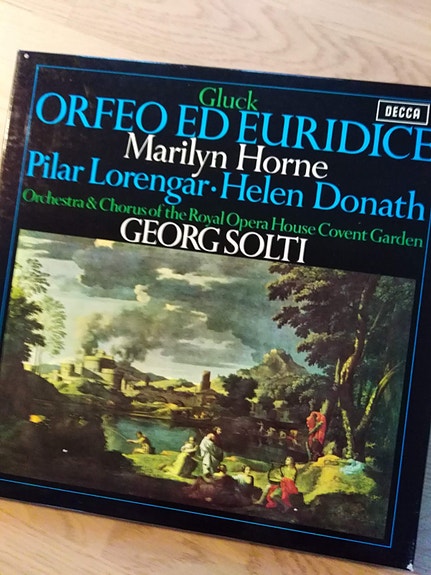 Gluck
DECCA
ORFEO ED EURIDICE
Marilyn Horne
Pilar Lorengar · Helen Donath
Orchestra & Chorus of the Royal Opera House Covent Garden
GEORG SOLTI